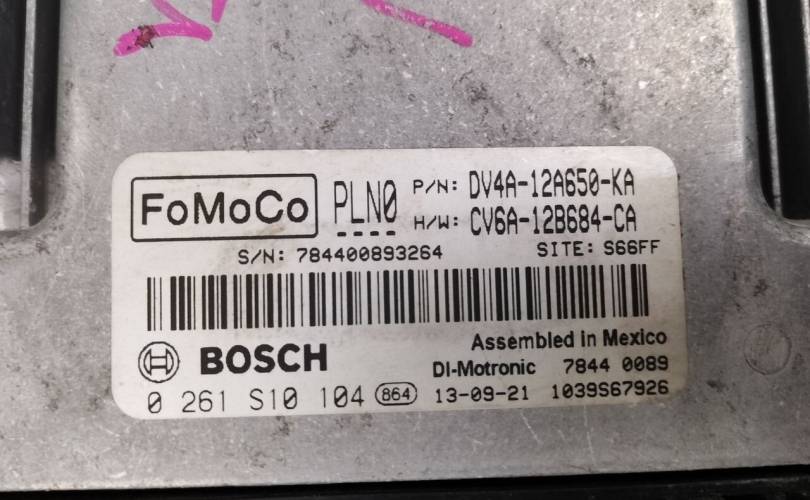 FoMoCo PLN0 P/N: DV4A-12A650-KA
H/W: CV6A-12B684-CA
S/N: 784400893264 SITE: S66FF
Assembled in Mexico
BOSCH DI-Motronic 7844 0089
0 261 S10 104 864 13-09-21 1039S67926